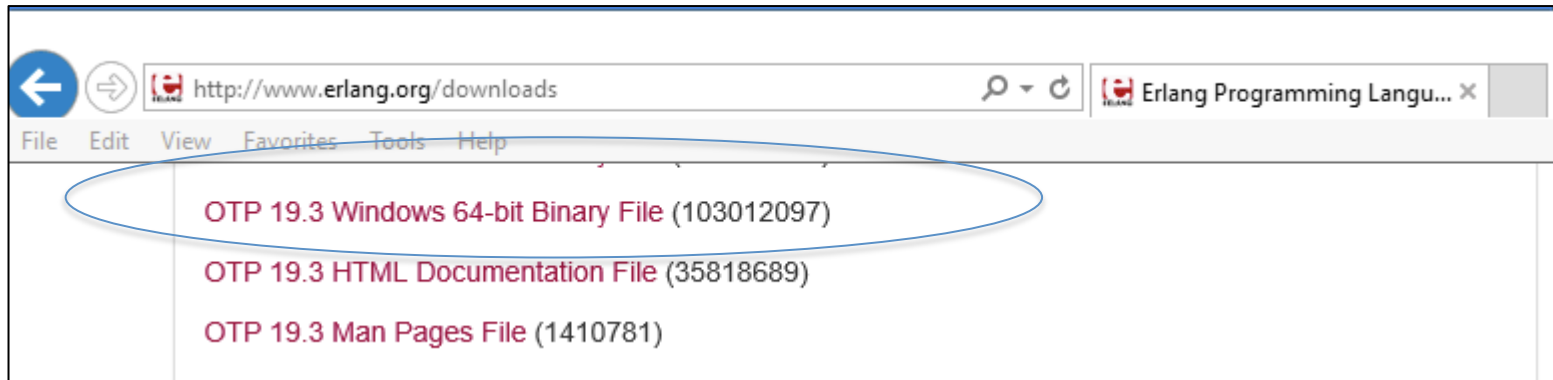 http://www.erlang.org/downloads
Erlang Programming Langu...
File Edit View Favorites Tools Help
OTP 19.3 Windows 64-bit Binary File (103012097)
OTP 19.3 HTML Documentation File (35818689)
OTP 19.3 Man Pages File (1410781)